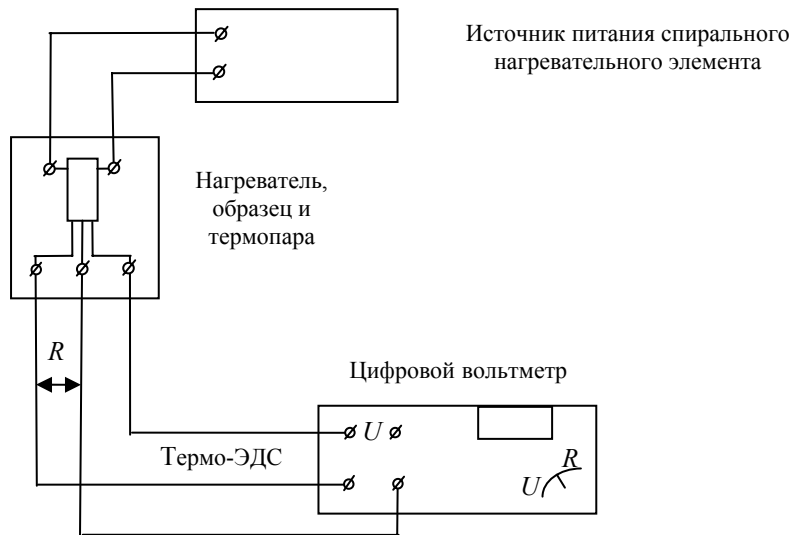 Источник питания спирального
нагревательного элемента
Нагреватель,
образец и
термопара
R
Цифровой вольтметр
U
Термо-ЭДС
R
U